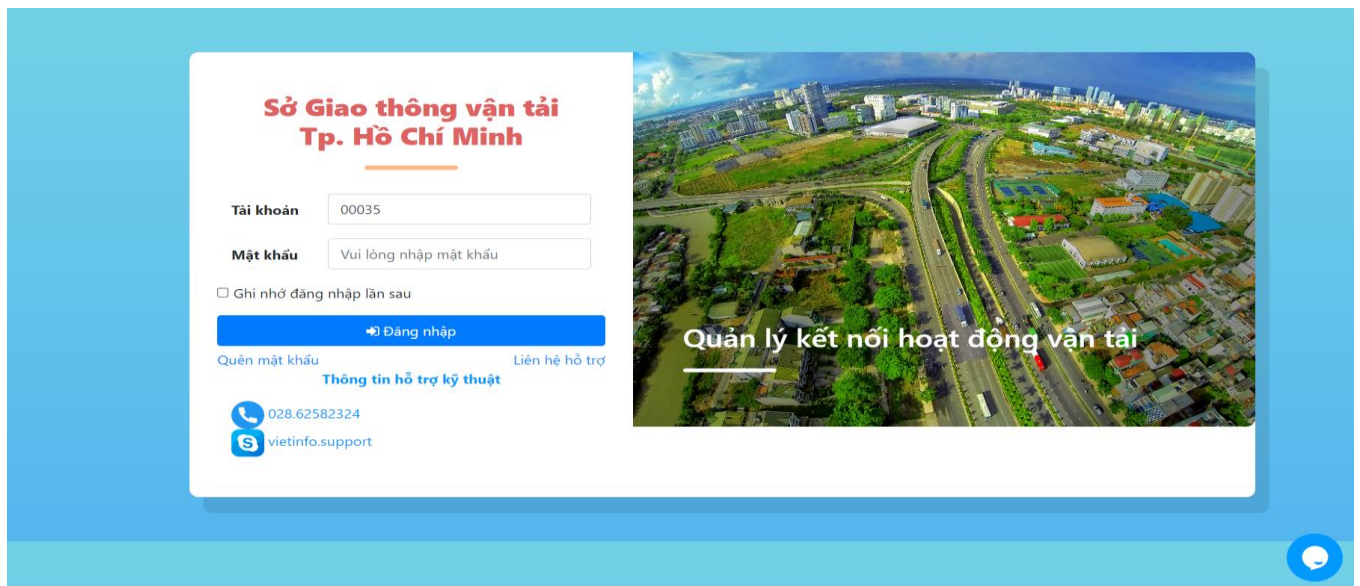 Sở Giao thông vận tải
Tp. Hồ Chí Minh
Tài khoản
00035
Mật khẩu
Vui lòng nhập mật khẩu
Ghi nhớ đăng nhập lần sau
Đăng nhập
Quên mật khẩu
Liên hệ hỗ trợ
Thông tin hỗ trợ kỹ thuật
028.62582324
vietinfo.support
Quản lý kết nối hoạt động vận tải